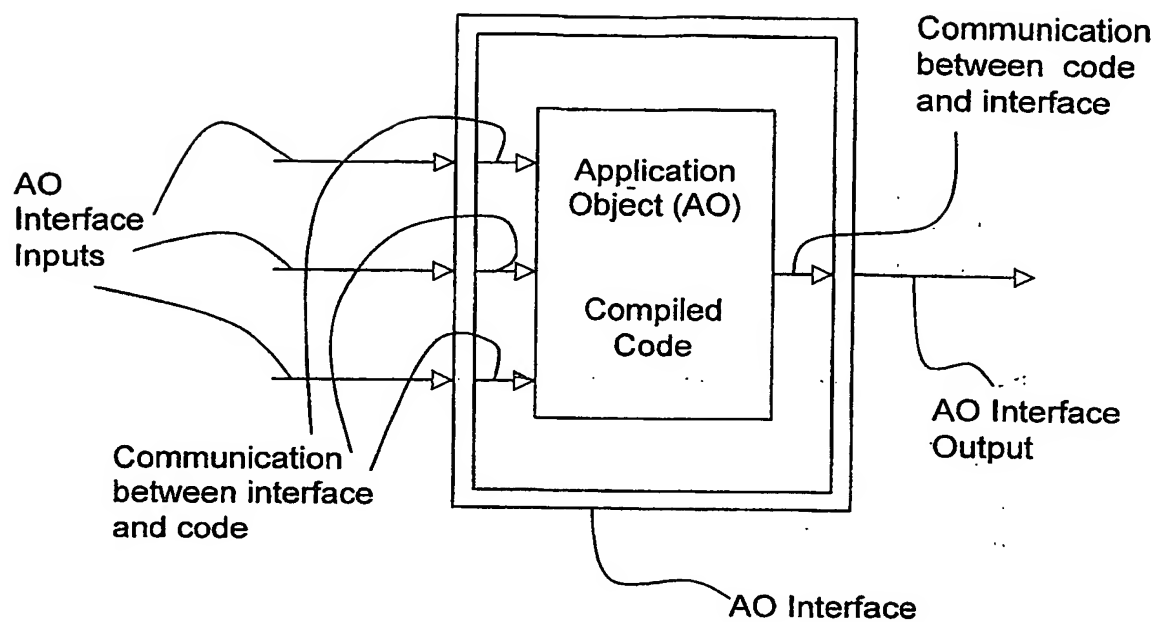 Communication
between code
and interface
AO
Interface
Inputs
Application
Object (AO)
Compiled
Code
AO Interface
Output
Communication
between interface
and code
AO Interface